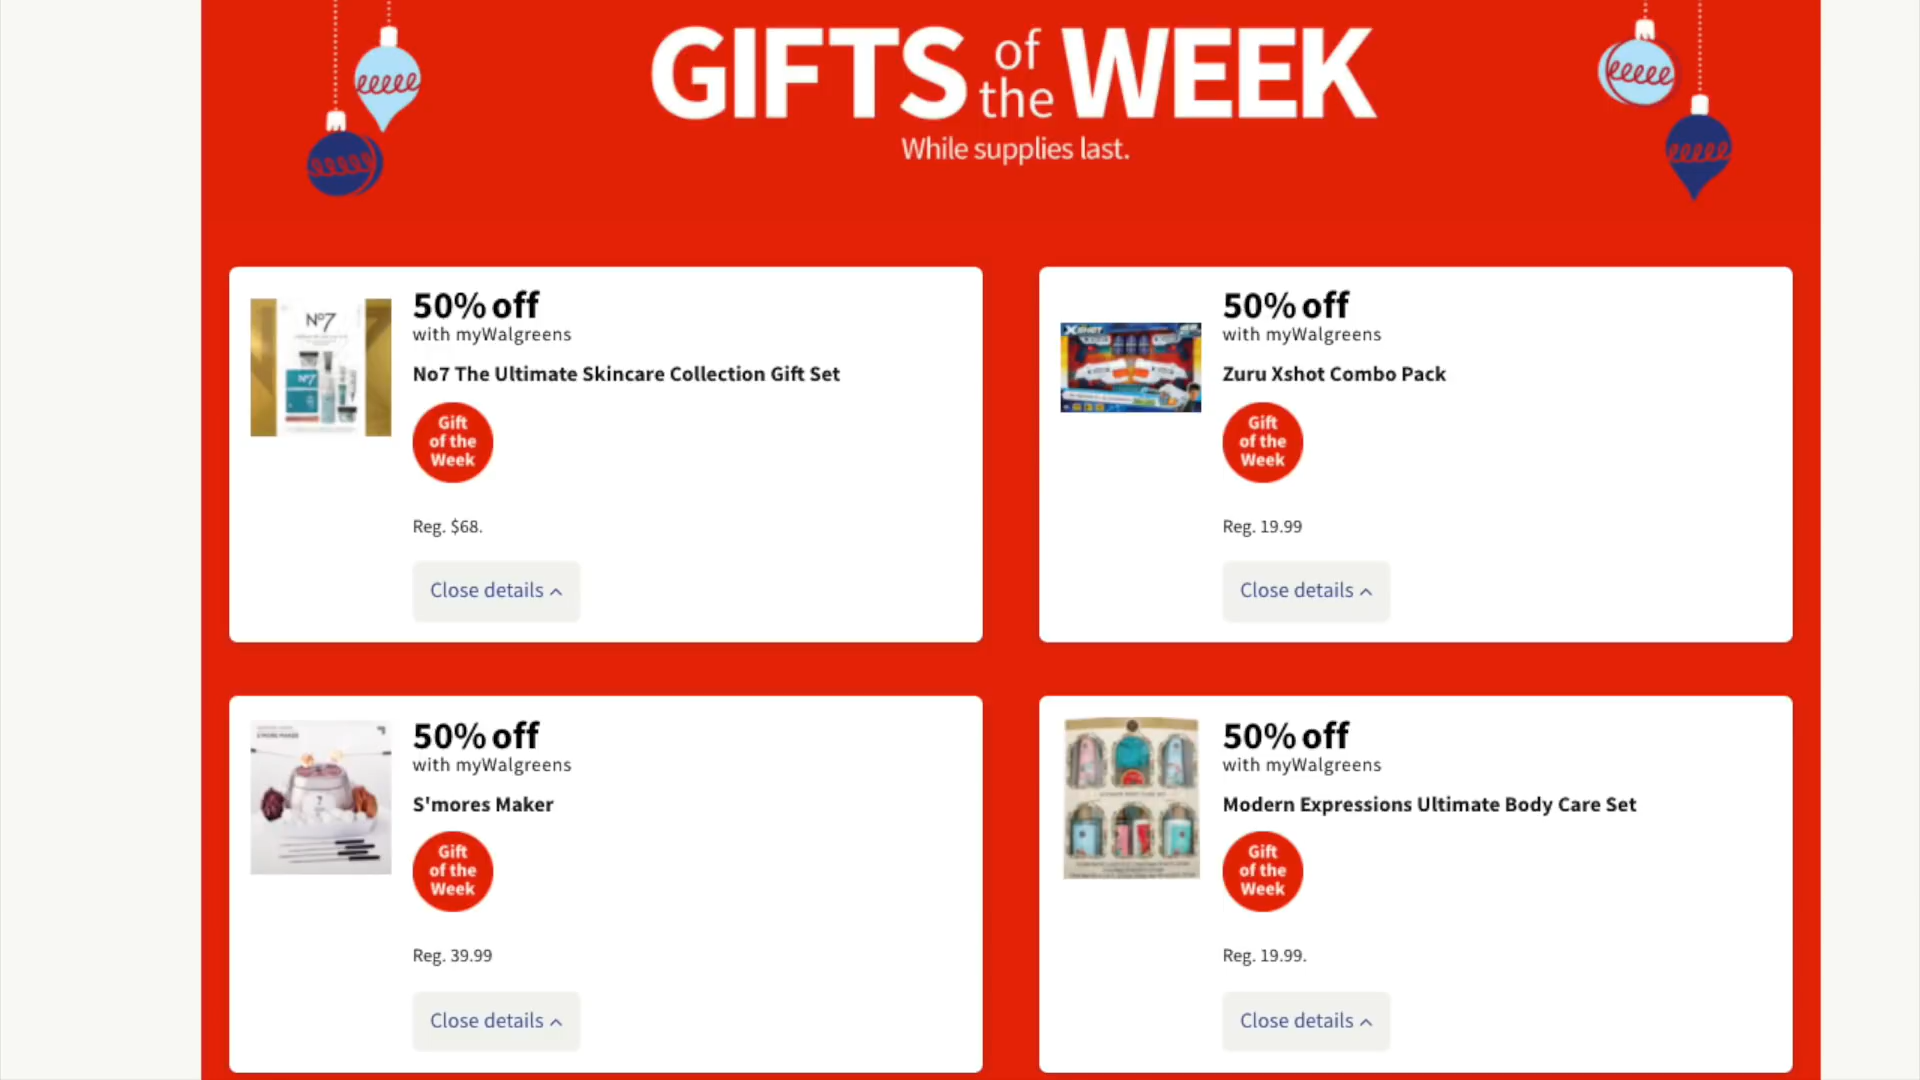 GIFTS of the WEEK
While supplies last.
50% off
with myWalgreens
No7 The Ultimate Skincare Collection Gift Set
Gift
of the
Week
Reg. $68.
Close details
50% off
with myWalgreens
Zuru Xshot Combo Pack
Gift
of the
Week
Reg. 19.99
Close details
50% off
with myWalgreens
S'mores Maker
Gift
of the
Week
Reg. 39.99
Close details
50% off
with myWalgreens
Modern Expressions Ultimate Body Care Set
Gift
of the
Week
Reg. 19.99.
Close details
No7
XSHOT
S'MORES MAKER